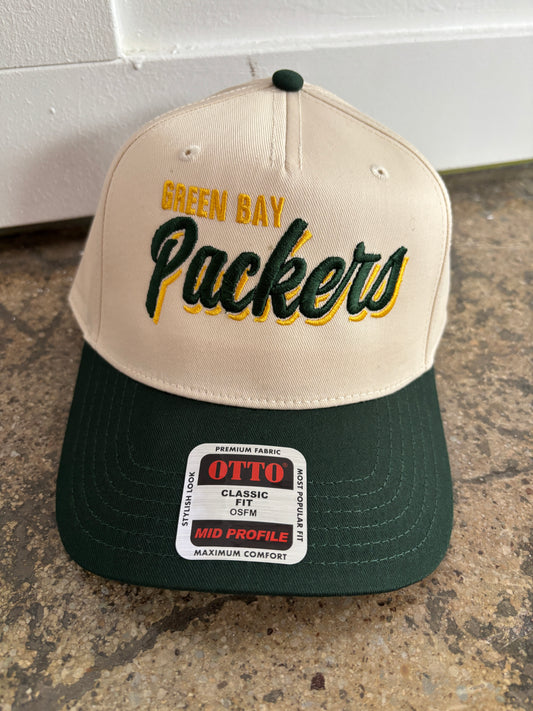 GREEN BAY
Packers
PREMIUM FABRIC
STYLISH LOOK
OTTO®
CLASSIC
FIT
OSFM
MID PROFILE
MOST POPULAR FIT
MAXIMUM COMFORT